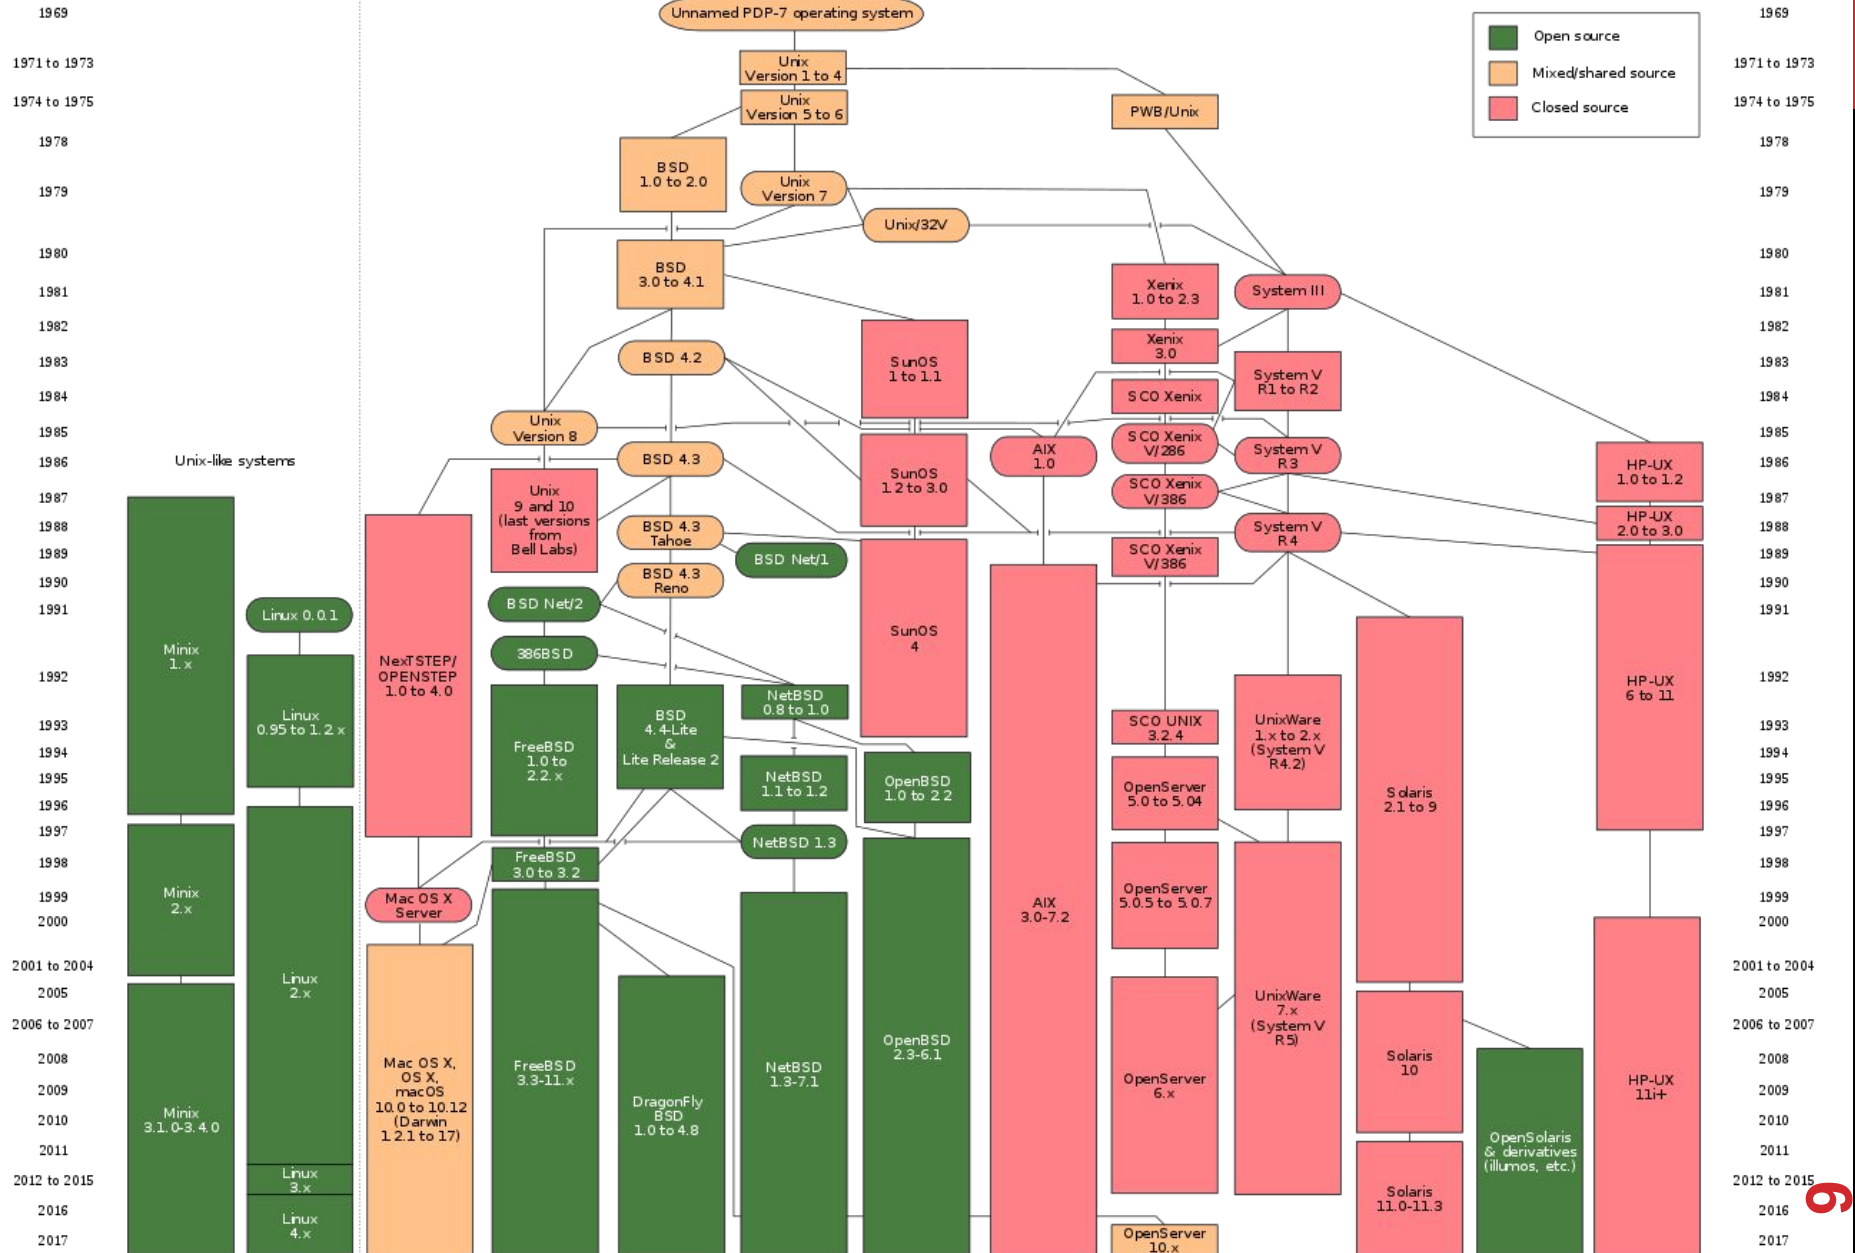 1969
1971 to 1973
1974 to 1975
1978
1979
1980
1981
1982
1983
1984
1985
1986
1987
1988
1989
1990
1991
1992
1993
1994
1995
1996
1997
1998
1999
2000
2001 to 2004
2005
2006 to 2007
2008
2009
2010
2011
2012 to 2015
2016
2017
Unix-like systems
Minix
1.x
Minix
2.x
Minix
3.1.0-3.4.0
Linux 0.0.1
Linux
0.95 to 1.2.x
Linux
2.x
Linux
3.x
Linux
4.x
Unnamed PDP-7 operating system
Unix
Version 1 to 4
Unix
Version 5 to 6
PWB/Unix
BSD
1.0 to 2.0
Unix
Version 7
Unix/32V
BSD
3.0 to 4.1
Xenix
1.0 to 2.3
System III
Xenix
3.0
BSD 4.2
SunOS
1 to 1.1
System V
R1 to R2
SCO Xenix
Unix
Version 8
SCO Xenix
V/286
AIX
1.0
System V
R3
BSD 4.3
SunOS
1.2 to 3.0
HP-UX
1.0 to 1.2
SCO Xenix
V/386
Unix
9 and 10
(last versions
from
Bell Labs)
HP-UX
2.0 to 3.0
BSD 4.3
Tahoe
System V
R4
BSD Net/1
SCO Xenix
V/386
BSD 4.3
Reno
BSD Net/2
386BSD
SunOS
4
NexTSTEP/
OPENSTEP
1.0 to 4.0
HP-UX
6 to 11
NetBSD
0.8 to 1.0
BSD
4.4-Lite
&
Lite Release 2
SCO UNIX
3.2.4
UnixWare
1.x to 2.x
(System V
R4.2)
FreeBSD
1.0 to
2.2.x
NetBSD
1.1 to 1.2
OpenBSD
1.0 to 2.2
OpenServer
5.0 to 5.04
Solaris
2.1 to 9
NetBSD 1.3
FreeBSD
3.0 to 3.2
Mac OS X
Server
AIX
3.0-7.2
OpenServer
5.0.5 to 5.0.7
UnixWare
7.x
(System V
R5)
OpenBSD
2.3-6.1
Mac OS X,
OS X,
macOS
10.0 to 10.12
(Darwin
1.2.1 to 17)
FreeBSD
3.3-11.x
DragonFly
BSD
1.0 to 4.8
NetBSD
1.3-7.1
OpenServer
6.x
Solaris
10
HP-UX
11i+
OpenSolaris
& derivatives
(illumos, etc.)
Solaris
11.0-11.3
OpenServer
10.x
Open source
Mixed/shared source
Closed source
1969
1971 to 1973
1974 to 1975
1978
1979
1980
1981
1982
1983
1984
1985
1986
1987
1988
1989
1990
1991
1992
1993
1994
1995
1996
1997
1998
1999
2000
2001 to 2004
2005
2006 to 2007
2008
2009
2010
2011
2012 to 2015
2016
2017
9